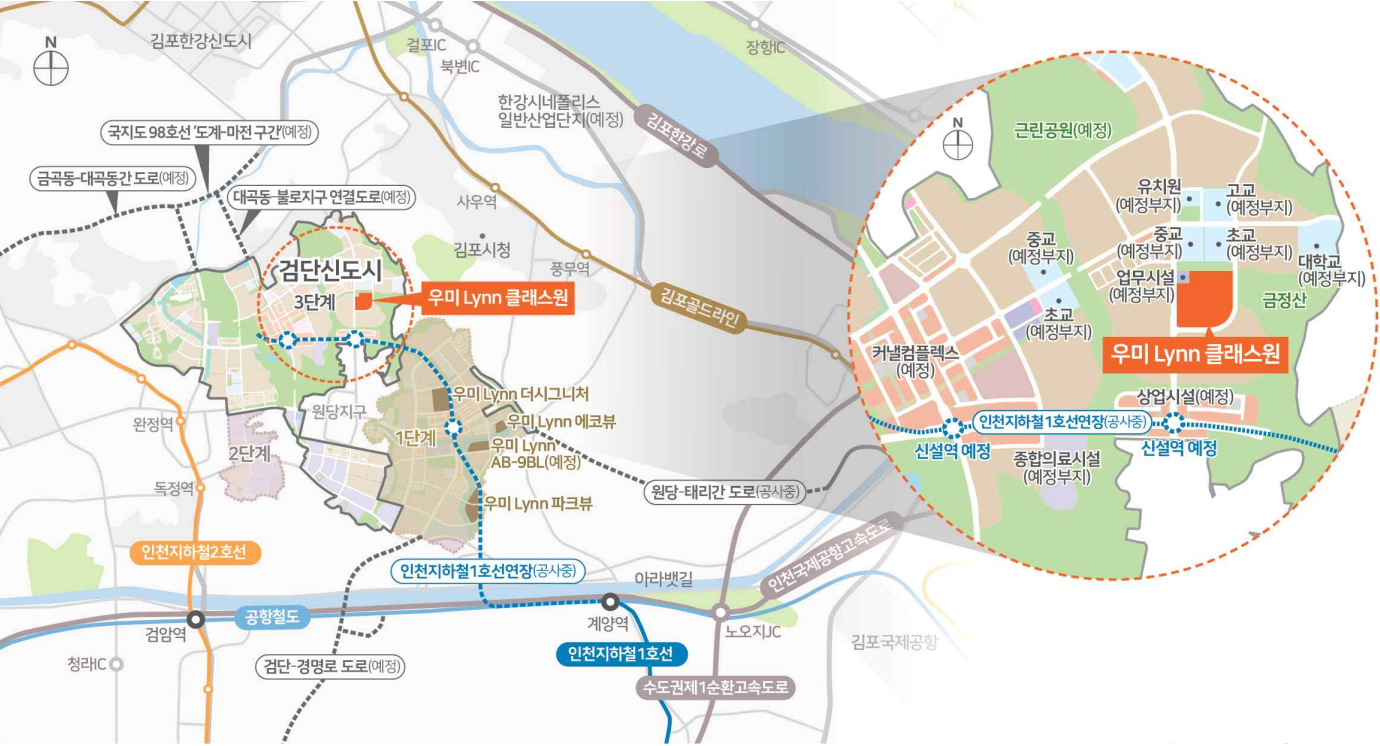 N
김포한강신도시
걸포IC
북변IC
장항IC
한강시네폴리스
일반산업단지(예정)
김포한강로
국지도 98호선 '도계-마전 구간'(예정)
금곡동-대곡동간 도로(예정)
대곡동-불로지구 연결도로(예정)
사우역
김포시청
풍무역
김포골드라인
검단신도시
3단계
우미 Lynn 클래스원
원당지구
완정역
2단계
1단계
우미 Lynn 더시그니처
우미 Lynn 에코뷰
우미 Lynn
AB-9BL(예정)
우미 Lynn 파크뷰
독정역
원당-태리간 도로(공사중)
인천지하철2호선
인천지하철1호선연장(공사중)
아라뱃길
인천국제공항고속도로
공항철도
검암역
계양역
노오지JC
김포국제공항
청라IC
검단-경명로 도로(예정)
인천지하철1호선
수도권제1순환고속도로
N
근린공원(예정)
유치원
(예정부지)
고교
(예정부지)
중교
(예정부지)
중교
(예정부지)
초교
(예정부지)
대학교
(예정부지)
업무시설
(예정부지)
초교
(예정부지)
금정산
우미 Lynn 클래스원
커낼컴플렉스
(예정)
상업시설(예정)
인천지하철1호선연장(공사중)
신설역 예정
신설역 예정
종합의료시설
(예정부지)